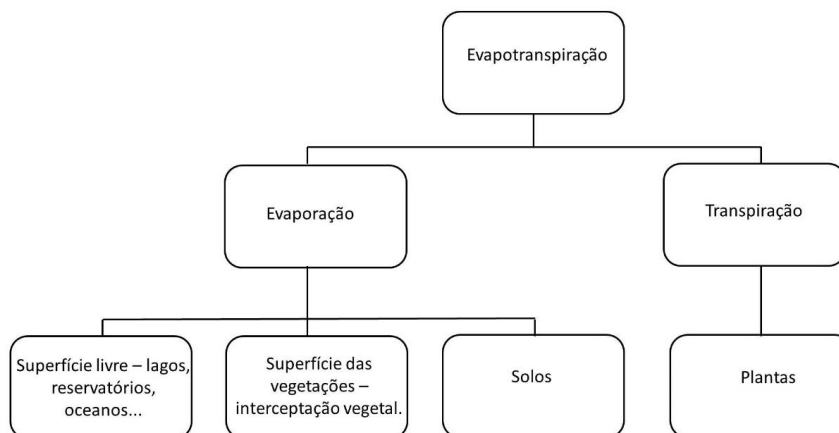 Evapotranspiração
Evaporação
Transpiração
Superfície livre – lagos,
reservatórios,
oceanos...
Superfície das
vegetações –
interceptação vegetal.
Solos
Plantas